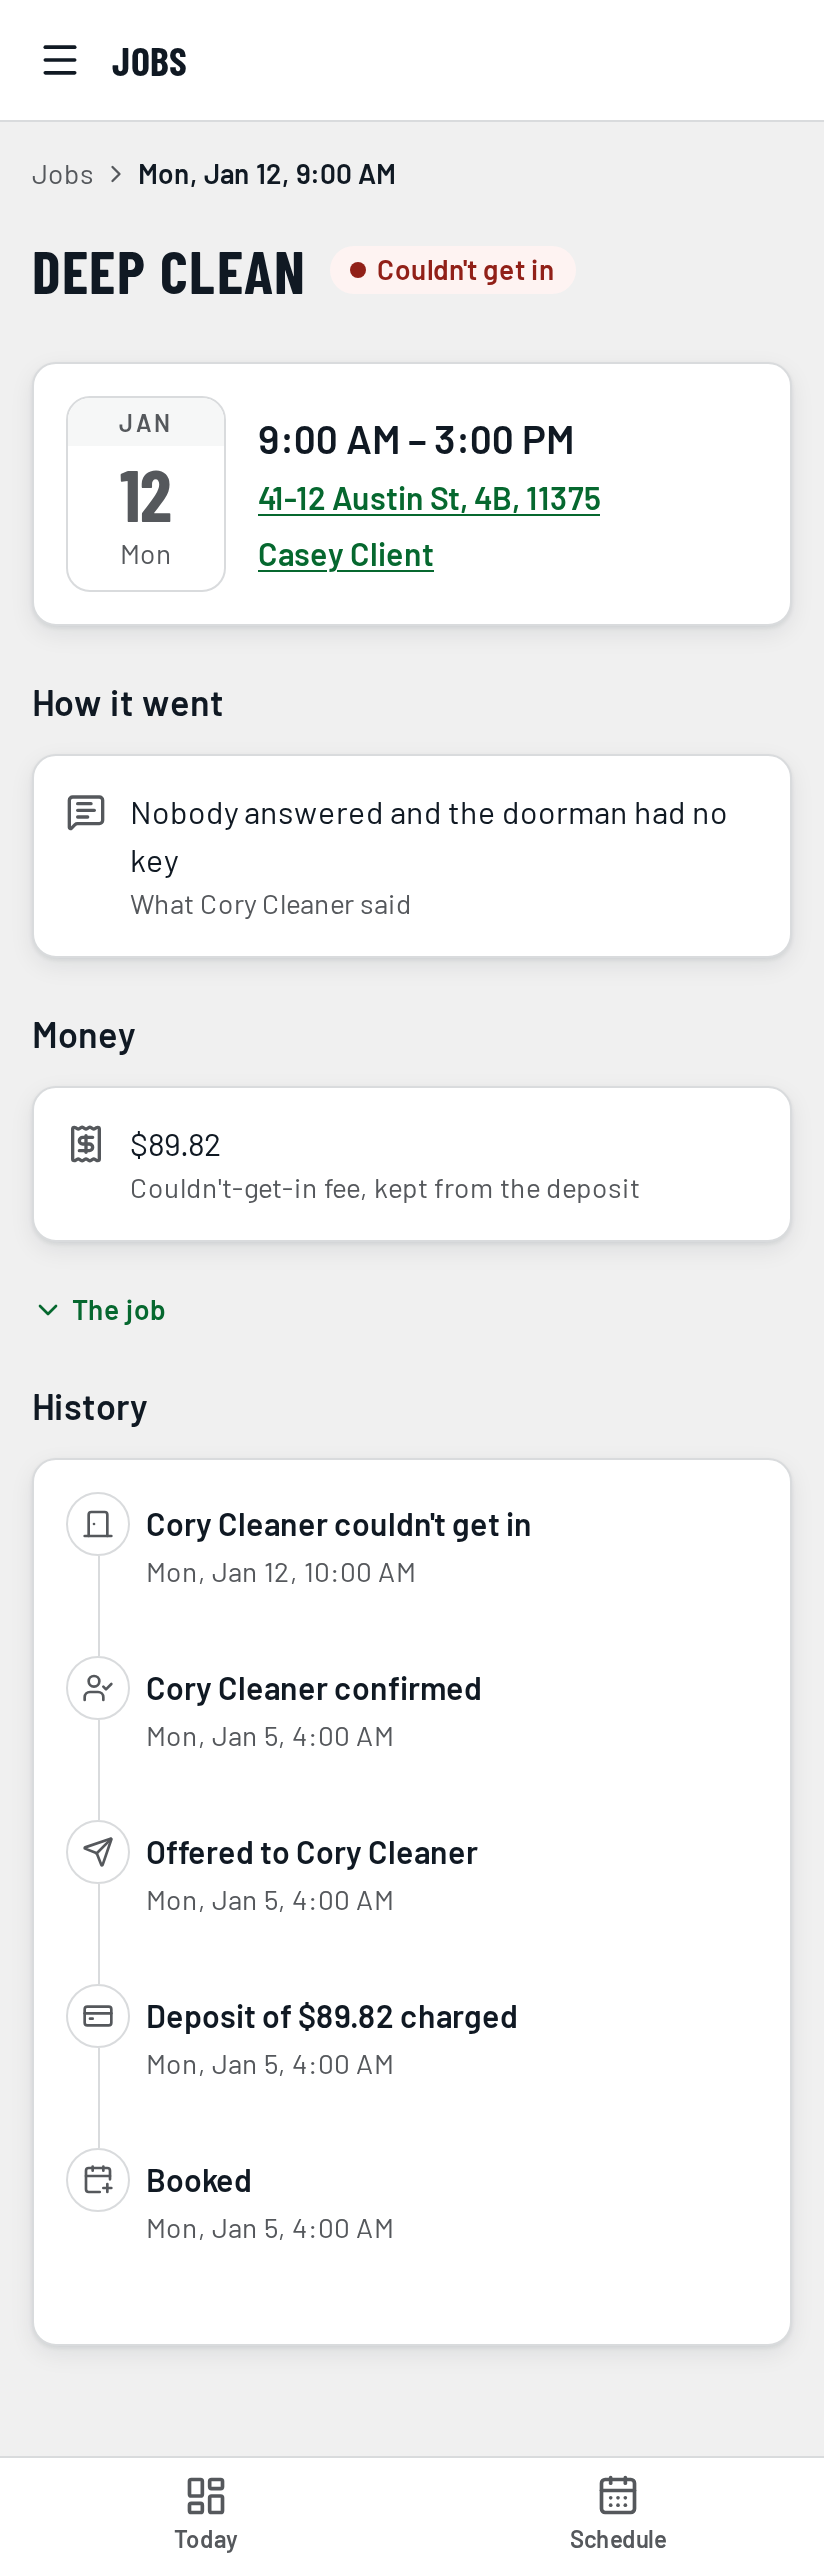 JOBS
Jobs > Mon, Jan 12, 9:00 AM
DEEP CLEAN
Couldn't get in
JAN
12
Mon
9:00 AM – 3:00 PM
41-12 Austin St, 4B, 11375
Casey Client
How it went
Nobody answered and the doorman had no
key
What Cory Cleaner said
Money
$89.82
Couldn't-get-in fee, kept from the deposit
The job
History
Cory Cleaner couldn't get in
Mon, Jan 12, 10:00 AM
Cory Cleaner confirmed
Mon, Jan 5, 4:00 AM
Offered to Cory Cleaner
Mon, Jan 5, 4:00 AM
Deposit of $89.82 charged
Mon, Jan 5, 4:00 AM
Booked
Mon, Jan 5, 4:00 AM
Today
Schedule